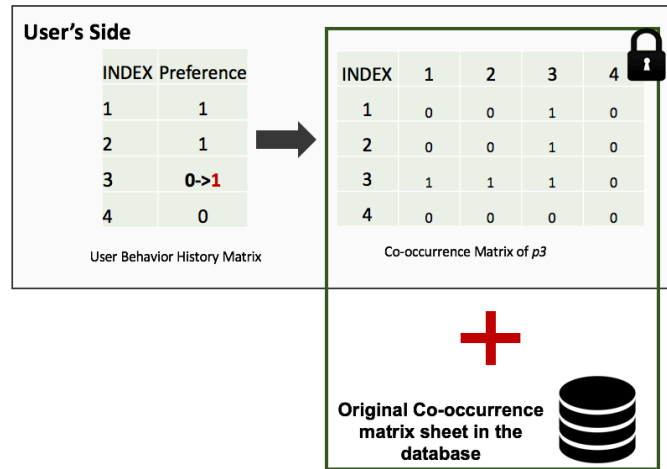 User's Side
INDEX Preference
1 1
2 1
3 0->1
4 0
User Behavior History Matrix
INDEX 1 2 3 4
1 0 0 1 0
2 0 0 1 0
3 1 1 1 0
4 0 0 0 0
Co-occurrence Matrix of p3
Original Co-occurrence
matrix sheet in the
database